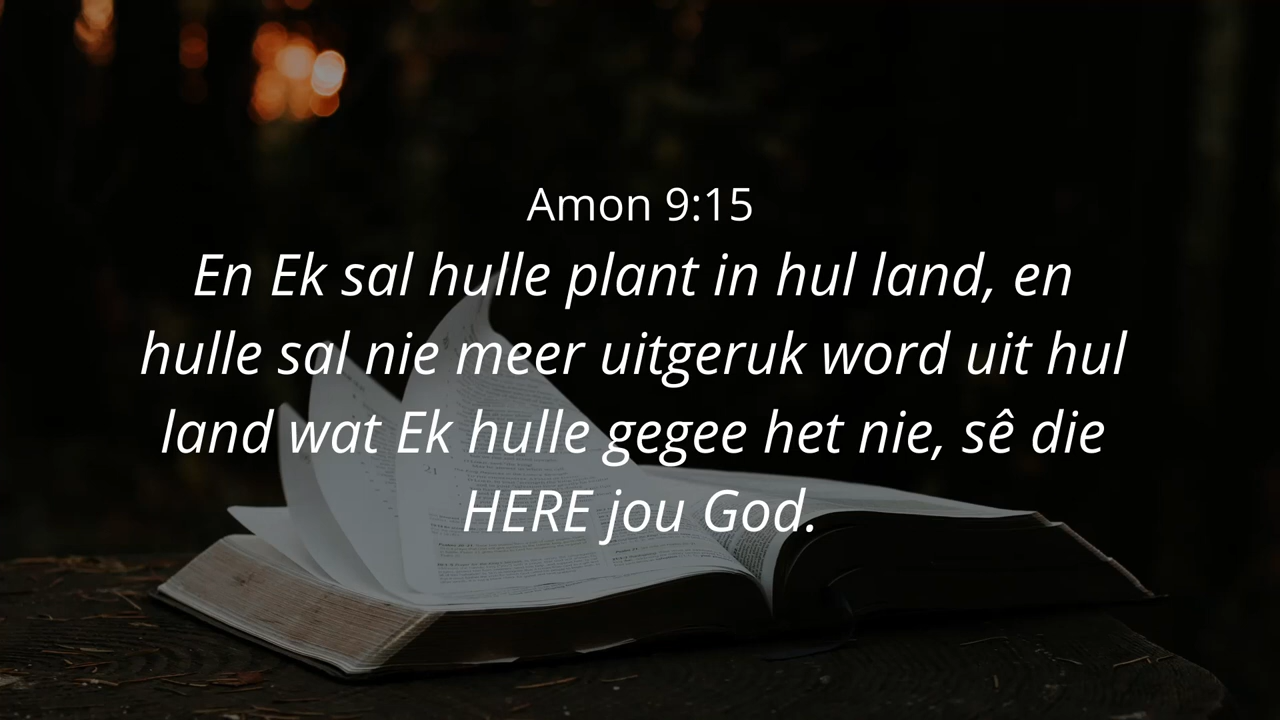 Amon 9:15
En Ek sal hulle plant in hul land, en
hulle sal nie meer uitgeruk word uit hul
land wat Ek hulle gegee het nie, sê die
HERE jou God.